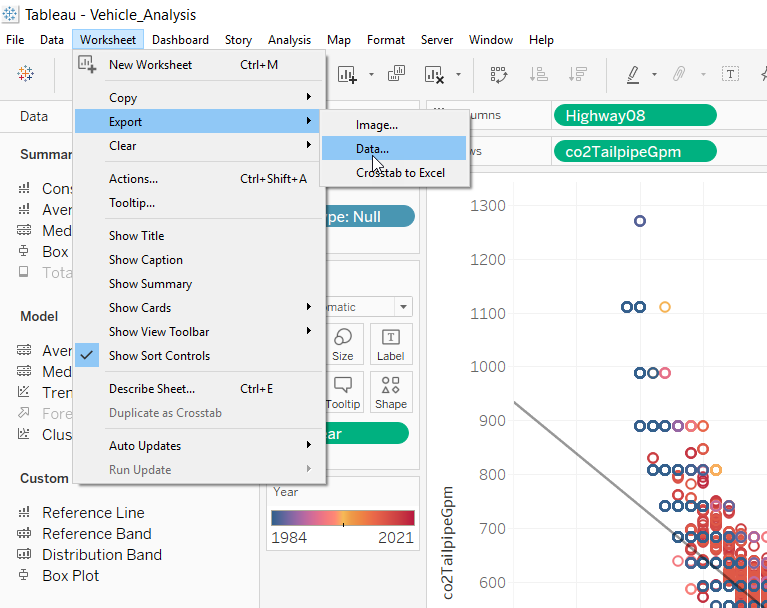 Tableau - Vehicle_Analysis
File Data Worksheet Dashboard Story Analysis Map Format Server Window Help
New Worksheet Ctrl+M
Copy
Export
Clear
Actions... Ctrl+Shift+A
Tooltip...
Show Title
Show Caption
Show Summary
Show Cards
Show View Toolbar
Show Sort Controls
Describe Sheet... Ctrl+E
Duplicate as Crosstab
Auto Updates
Run Update
Image...
Data...
Crosstab to Excel
Data
Summar
Cons
Aver
Med
Box
Tota
Model
Aver
Med
Tren
Fore
Clus
Custom
Reference Line
Reference Band
Distribution Band
Box Plot
ype: Null
omatic
Size
Label
Tooltip
Shape
ar
Year
1984 2021
umns
Highway08
ws
co2TailpipeGpm
1300
1200
1100
1000
900
800
700
600
co2TailpipeGpm
T